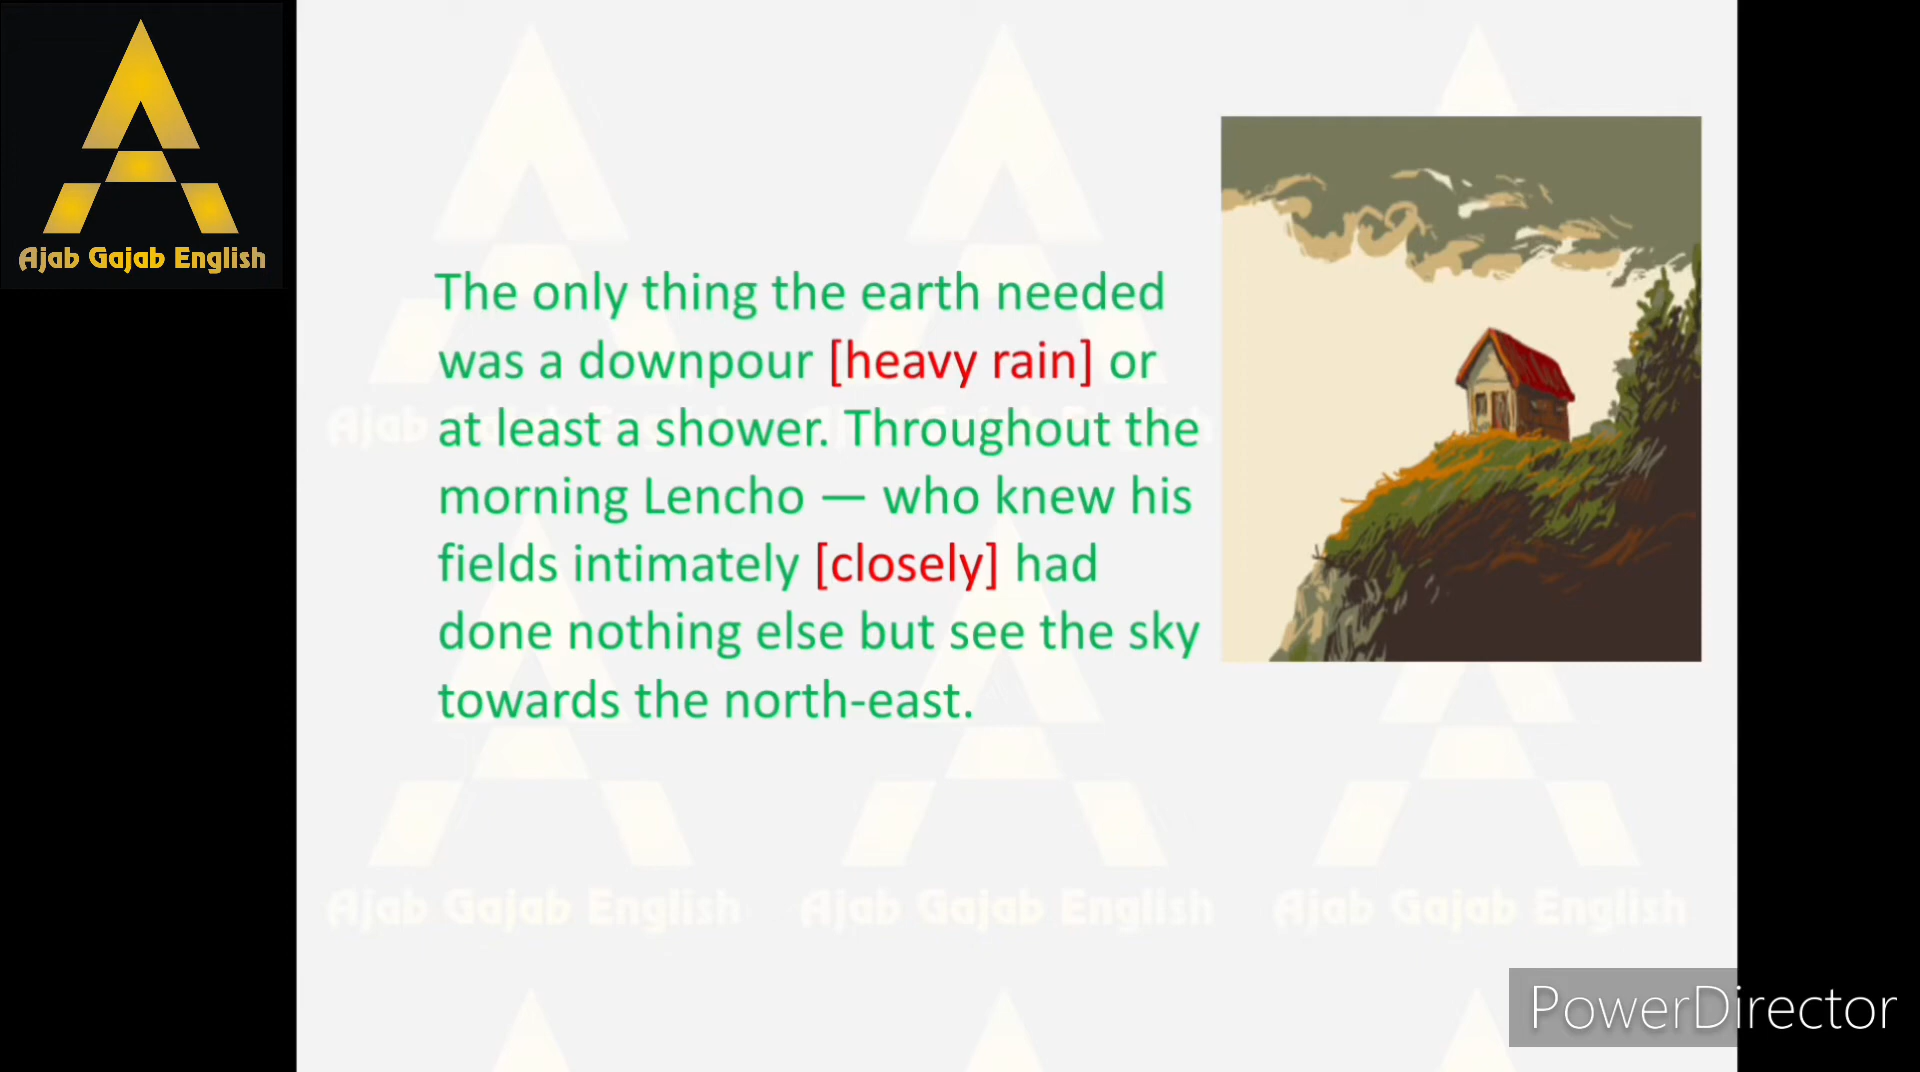 Ajab Gajab English
The only thing the earth needed
was a downpour [heavy rain] or
at least a shower. Throughout the
morning Lencho — who knew his
fields intimately [closely] had
done nothing else but see the sky
towards the north-east.
Ajab Gajab English
Ajab Gajab English
Ajab Gajab English
PowerDirector